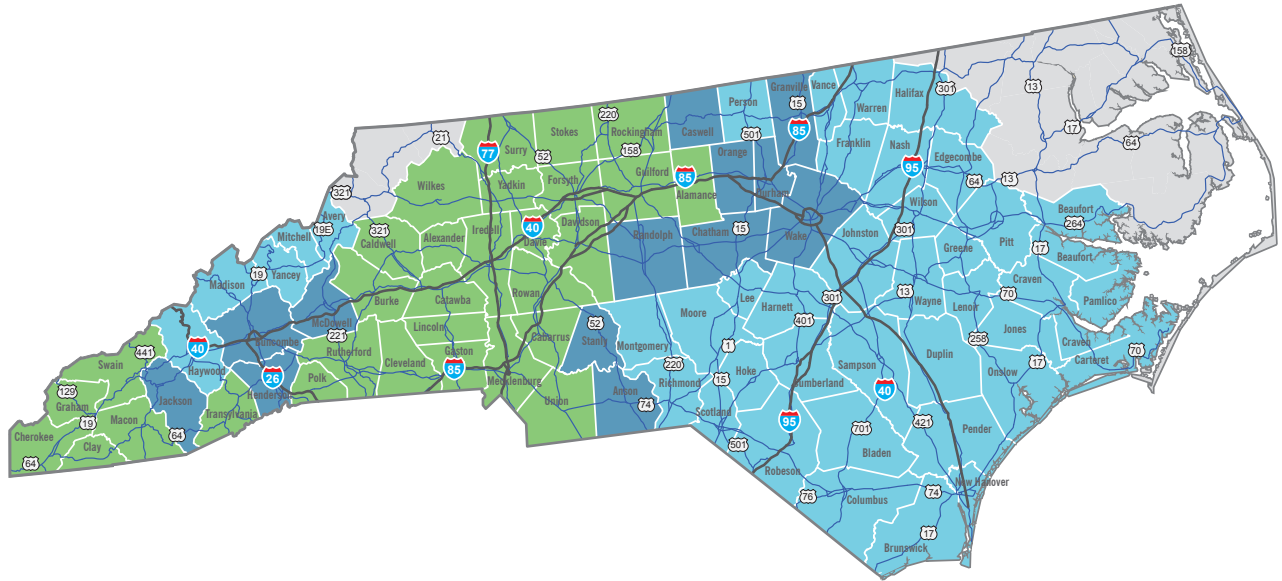 158
Granville
Vance
Halifax
301
13
Person
15
Warren
220
Stokes
Rockingham
Caswell
501
85
17
21
77
Surry
52
158
Orange
Franklin
Nash
95
Edgecombe
64
Guilford
85
Alamance
Forsyth
Yadkin
Wilkes
64
13
321
Durham
Wilson
Avery
19E
321
Caldwell
Alexander
Iredell
40
Davie
Davidson
Randolph
Chatham
15
Wake
Johnston
301
Greene
Pitt
Beaufort
264
17
Beaufort
Mitchell
19
Yancey
Madison
Burke
Catawba
Rowan
Lee
Harnett
301
13
Wayne
Lenoir
Craven
70
Pamlico
McDowell
221
Buncombe
Lincoln
Moore
401
Jones
Rutherford
Cabarrus
52
Stanly
Montgomery
1
258
Craven
70
Carteret
17
Swain
441
40
Haywood
26
Henderson
Polk
Cleveland
Gaston
85
Mecklenburg
220
Richmond
Hoke
15
Sampson
Duplin
Onslow
129
Graham
19
Macon
Jackson
Transylvania
Union
Anson
74
Scotland
Cumberland
40
95
701
421
Pender
Cherokee
Clay
64
64
501
Bladen
Robeson
New Hanover
76
Columbus
74
17
Brunswick